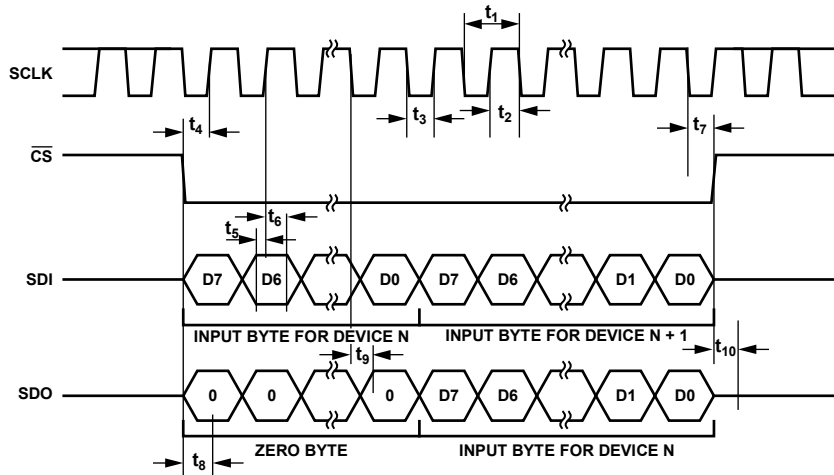 t1
SCLK
t4
t3
t2
t7
CS
t6
t5
SDI
D7
D6
D0
D7
D6
D1
D0
INPUT BYTE FOR DEVICE N
INPUT BYTE FOR DEVICE N + 1
t9
t10
SDO
0
0
0
D7
D6
D1
D0
ZERO BYTE
INPUT BYTE FOR DEVICE N
t8